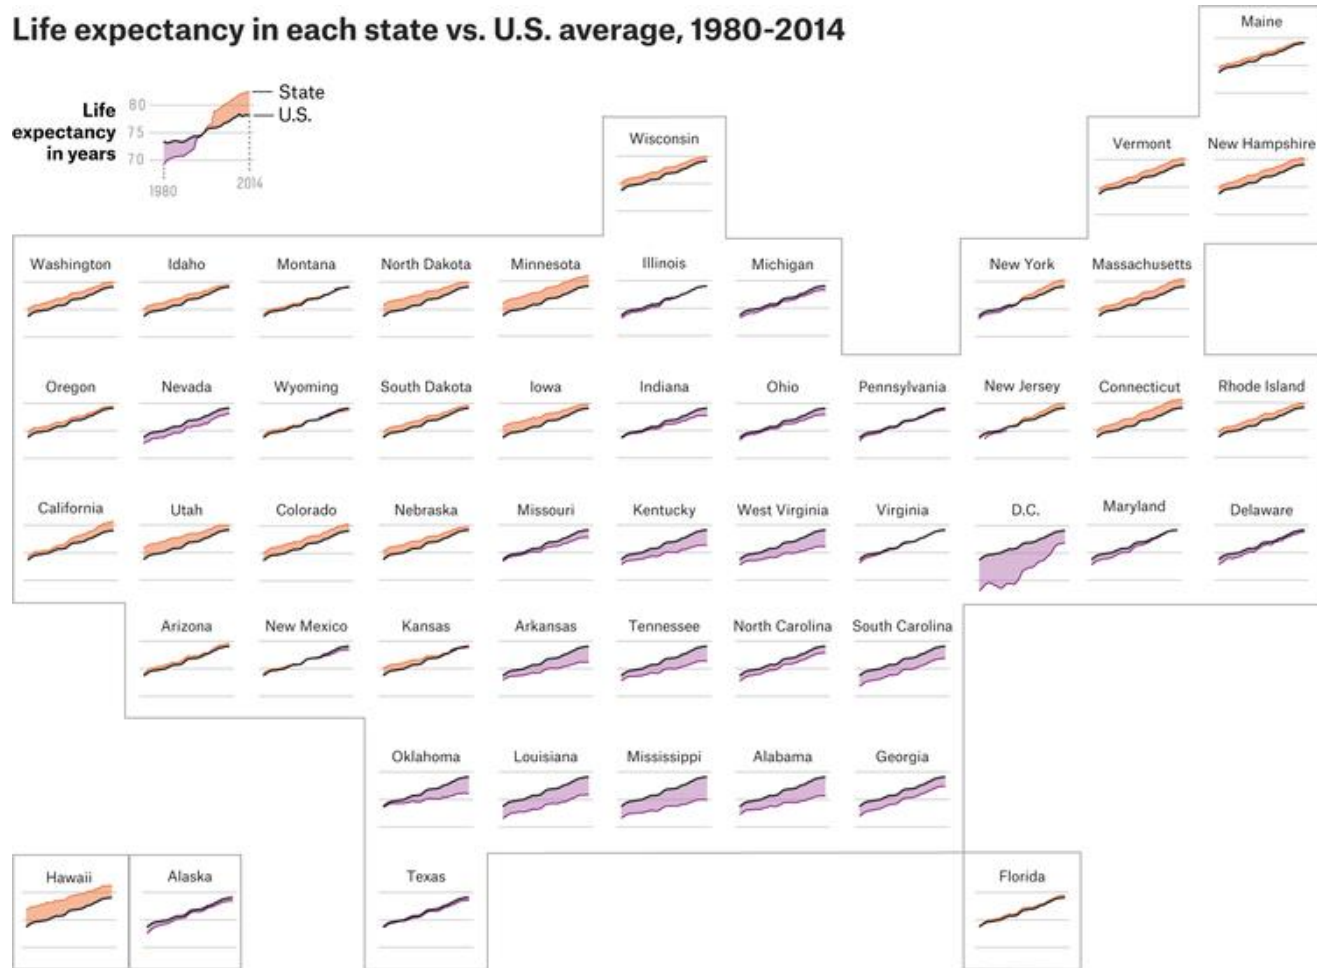 Life expectancy in each state vs. U.S. average, 1980-2014
Life
expectancy
in years
80
75
70
State
U.S.
1980
2014
Maine
Wisconsin
Vermont
New Hampshire
Washington
Idaho
Montana
North Dakota
Minnesota
Illinois
Michigan
New York
Massachusetts
Oregon
Nevada
Wyoming
South Dakota
Iowa
Indiana
Ohio
Pennsylvania
New Jersey
Connecticut
Rhode Island
California
Utah
Colorado
Nebraska
Missouri
Kentucky
West Virginia
Virginia
D.C.
Maryland
Delaware
Arizona
New Mexico
Kansas
Arkansas
Tennessee
North Carolina
South Carolina
Oklahoma
Louisiana
Mississippi
Alabama
Georgia
Hawaii
Alaska
Texas
Florida